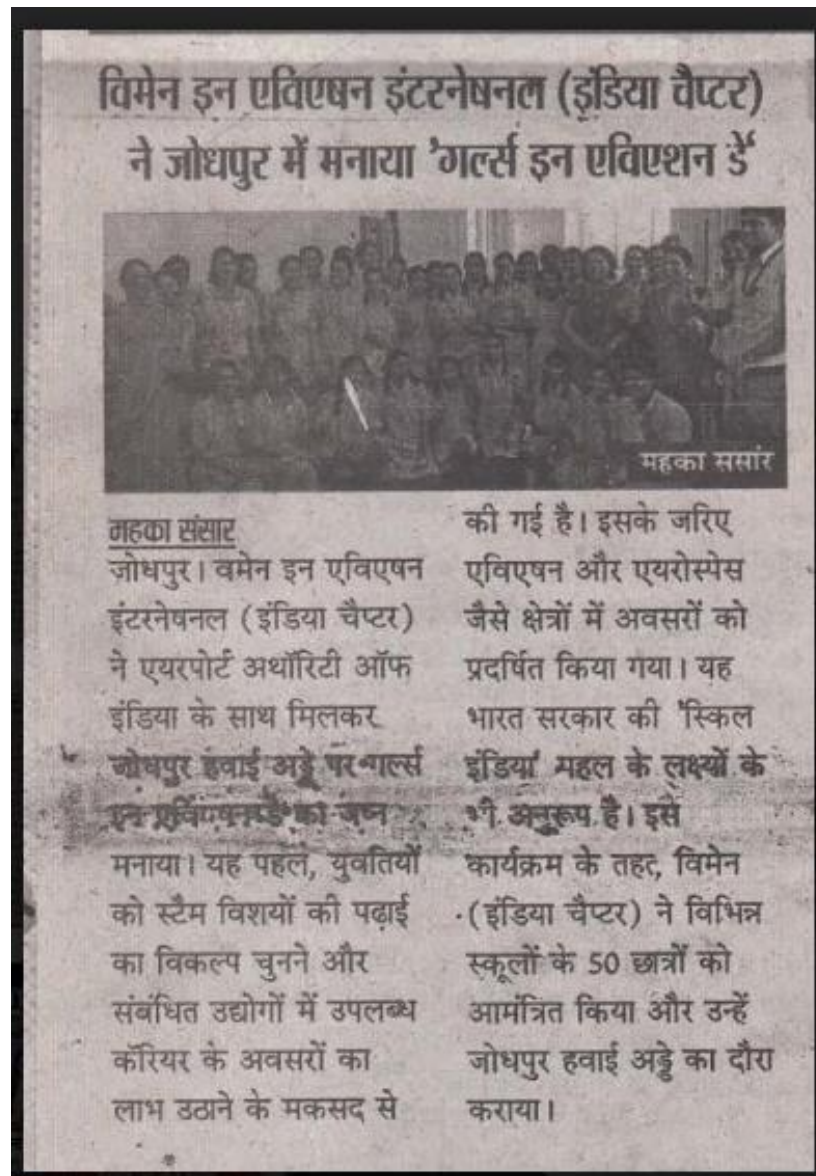 विमेन इन एविएषन इंटरनेषनल (इंडिया चैप्टर)
ने जोधपुर में मनाया 'गर्ल्स इन एविएशन डे'
महका ससांर
महका संसार
जोधपुर। वमेन इन एविएषन
इंटरनेषनल (इंडिया चैप्टर)
ने एयरपोर्ट अथॉरिटी ऑफ
इंडिया के साथ मिलकर
जोधपुर हवाई अड्डे पर गर्ल्स
इन एविएषन डे का जष्न
मनाया। यह पहल, युवतियों
को स्टैम विशयों की पढ़ाई
का विकल्प चुनने और
संबंधित उद्योगों में उपलब्ध
कॅरियर के अवसरों का
लाभ उठाने के मकसद से
की गई है। इसके जरिए
एविएषन और एयरोस्पेस
जैसे क्षेत्रों में अवसरों को
प्रदर्षित किया गया। यह
भारत सरकार की 'स्किल
इंडिया' महल के लक्ष्यों के
भी अनुरूप है। इस
कार्यक्रम के तहत, विमेन
(इंडिया चैप्टर) ने विभिन्न
स्कूलों के 50 छात्रों को
आमंत्रित किया और उन्हें
जोधपुर हवाई अड्डे का दौरा
कराया।